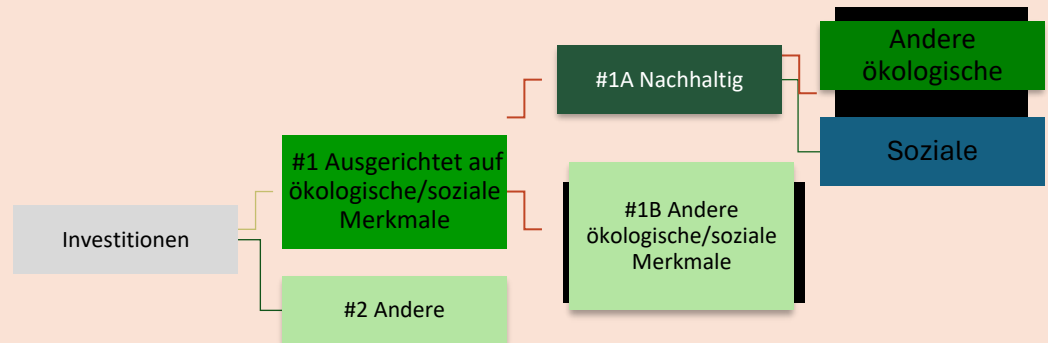 Investitionen
#1 Ausgerichtet auf
ökologische/soziale
Merkmale
#2 Andere
#1A Nachhaltig
#1B Andere
ökologische/soziale
Merkmale
Andere
ökologische
Soziale